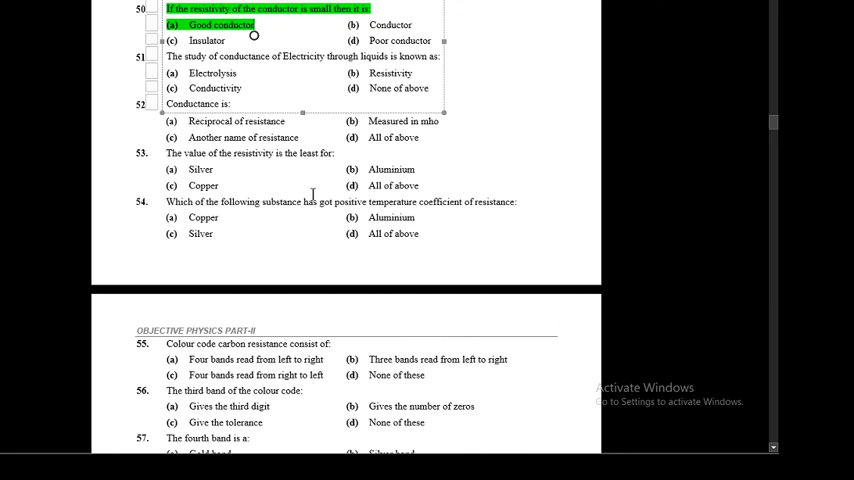 50 If the resistivity of the conductor is small then it is:
(a) Good conductor (b) Conductor
(c) Insulator (d) Poor conductor
51 The study of conductance of Electricity through liquids is known as:
(a) Electrolysis (b) Resistivity
(c) Conductivity (d) None of above
52 Conductance is:
(a) Reciprocal of resistance (b) Measured in mho
(c) Another name of resistance (d) All of above
53. The value of the resistivity is the least for:
(a) Silver (b) Aluminium
(c) Copper (d) All of above
54. Which of the following substance has got positive temperature coefficient of resistance:
(a) Copper (b) Aluminium
(c) Silver (d) All of above
OBJECTIVE PHYSICS PART-II
55. Colour code carbon resistance consist of:
(a) Four bands read from left to right (b) Three bands read from left to right
(c) Four bands read from right to left (d) None of these
56. The third band of the colour code:
(a) Gives the third digit (b) Gives the number of zeros
(c) Give the tolerance (d) None of these
57. The fourth band is a:
(a) Gold band (b) Silver band
Activate Windows
Go to Settings to activate Windows.